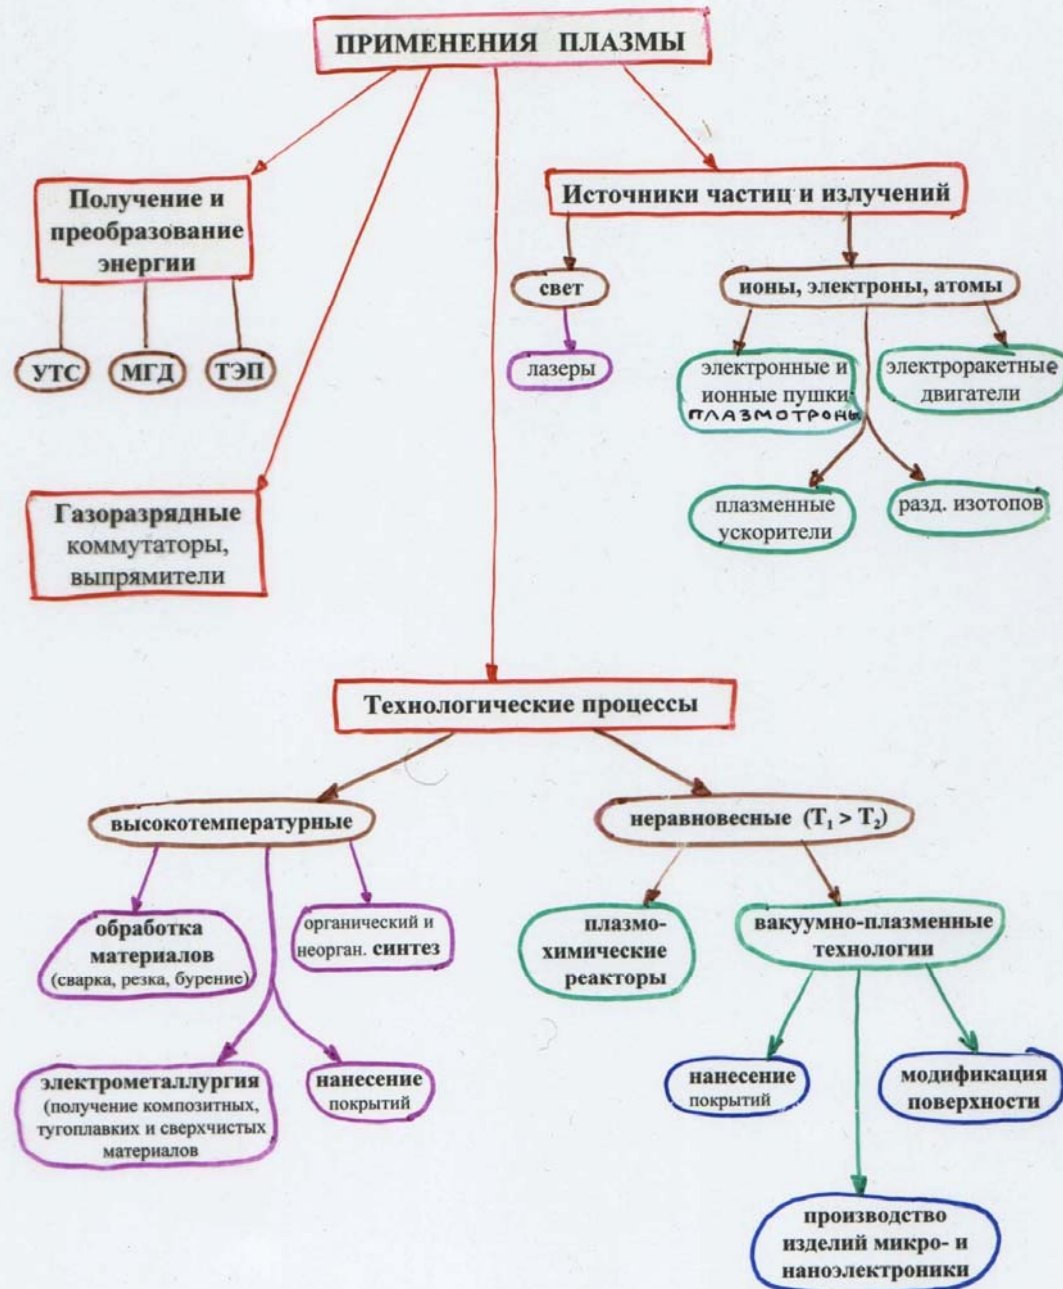 ПРИМЕНЕНИЯ ПЛАЗМЫ
Получение и
преобразование
энергии
УТС
МГД
ТЭП
Газоразрядные
коммутаторы,
выпрямители
Источники частиц и излучений
свет
лазеры
ионы, электроны, атомы
электронные и
ионные пушки
ПЛАЗМОТРОНЫ
электроракетные
двигатели
плазменные
ускорители
разд. изотопов
Технологические процессы
высокотемпературные
обработка
материалов
(сварка, резка, бурение)
органический и
неорган. синтез
электрометаллургия
(получение композитных,
тугоплавких и сверхчистых
материалов
нанесение
покрытий
неравновесные (T₁ > T₂)
плазмо-
химические
реакторы
вакуумно-плазменные
технологии
нанесение
покрытий
модификация
поверхности
производство
изделий микро- и
наноэлектроники